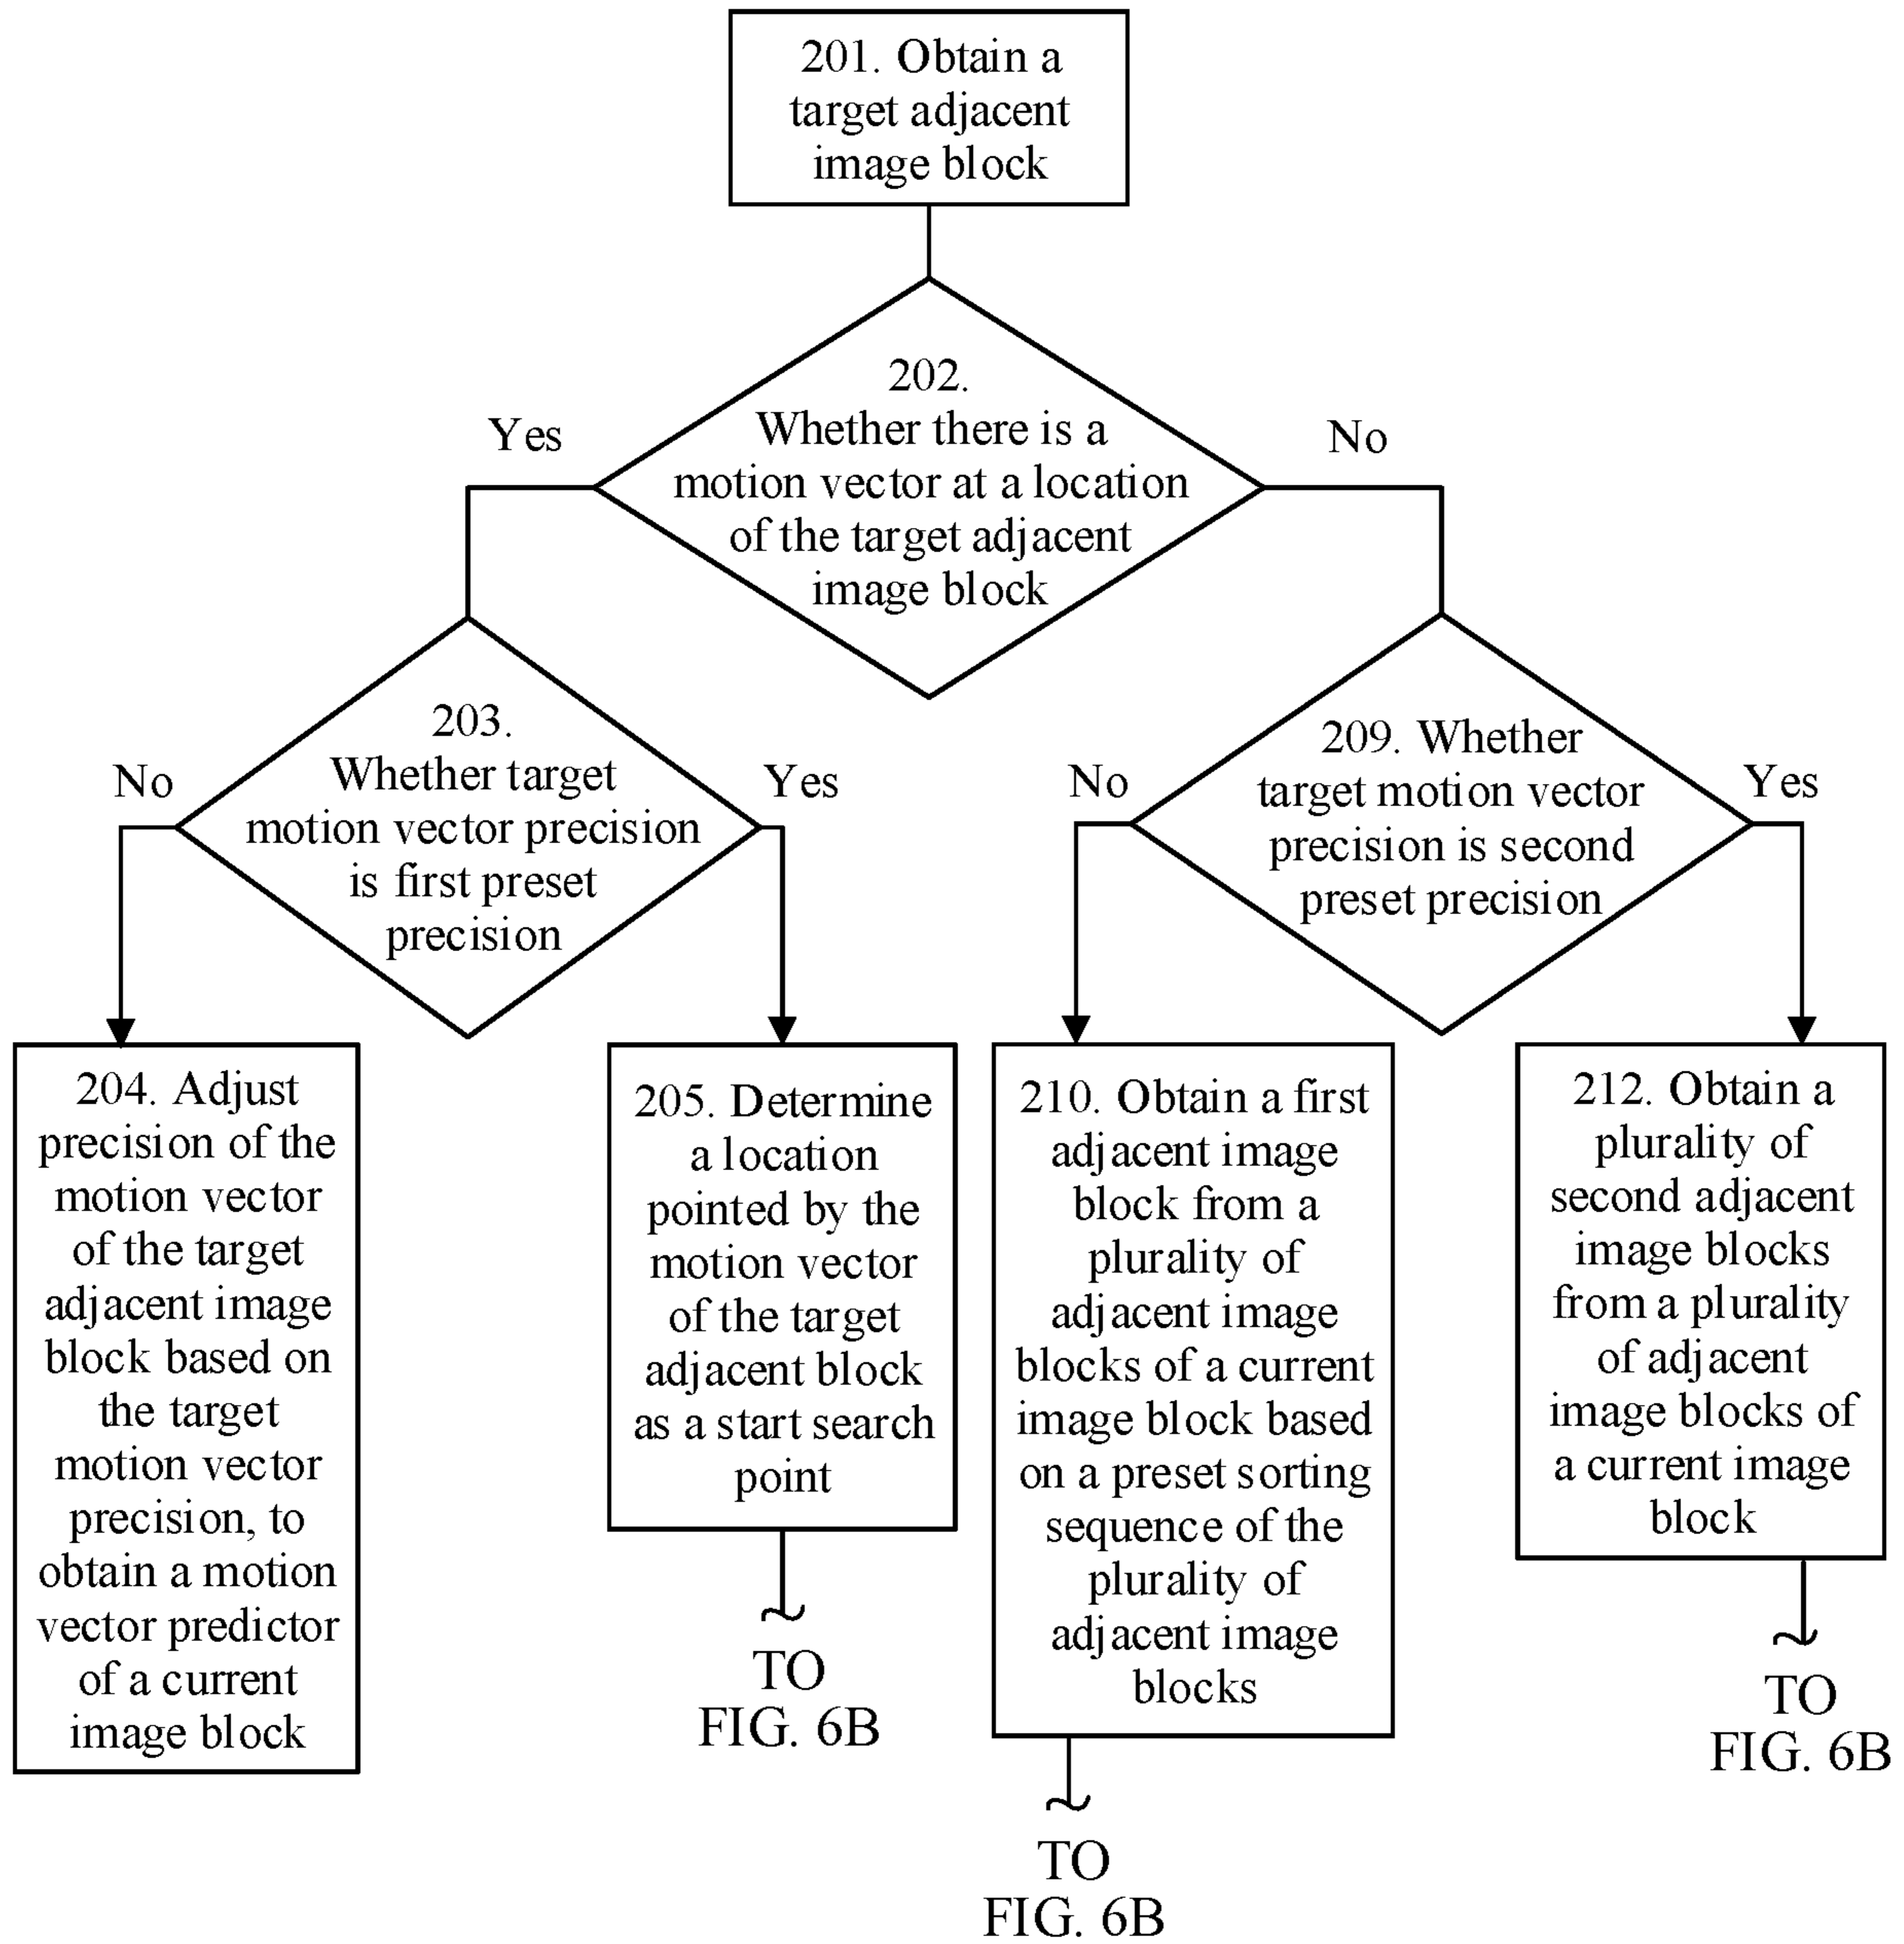 201. Obtain a
target adjacent
image block
202.
Whether there is a
motion vector at a location
of the target adjacent
image block
Yes
No
203.
Whether target
motion vector precision
is first preset
precision
No
Yes
209. Whether
target motion vector
precision is second
preset precision
No
Yes
204. Adjust
precision of the
motion vector
of the target
adjacent image
block based on
the target
motion vector
precision, to
obtain a motion
vector predictor
of a current
image block
205. Determine
a location
pointed by the
motion vector
of the target
adjacent block
as a start search
point
TO
FIG. 6B
210. Obtain a first
adjacent image
block from a
plurality of
adjacent image
blocks of a current
image block based
on a preset sorting
sequence of the
plurality of
adjacent image
blocks
TO
FIG. 6B
212. Obtain a
plurality of
second adjacent
image blocks
from a plurality
of adjacent
image blocks of
a current image
block
TO
FIG. 6B